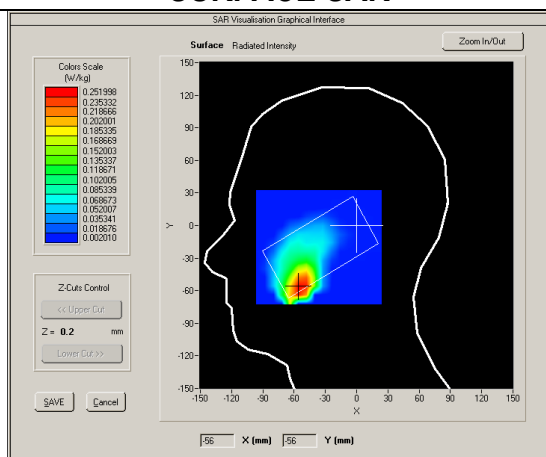 SURFACE SAR
SAR Visualisation Graphical Interface
Surface Radiated Intensity
Zoom In/Out
Colors Scale
(W/kg)
0.251998
0.235332
0.218666
0.202001
0.185335
0.168669
0.152003
0.135337
0.118671
0.102005
0.085339
0.068673
0.052007
0.035341
0.018676
0.002010
Z-Cuts Control
<< Upper Cut
Z = 0.2 mm
Lower Cut >>
SAVE Cancel
150
120
90
60
30
0
-30
-60
-90
-120
-150
Y
-150 -120 -90 -60 -30 0 30 60 90 120 150
X
-56 X (mm) -56 Y (mm)